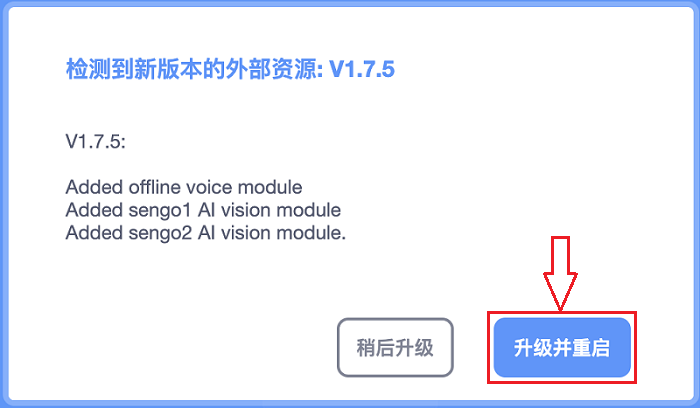 检测到新版本的外部资源: V1.7.5
V1.7.5:
Added offline voice module
Added sengo1 AI vision module
Added sengo2 AI vision module.
稍后升级
升级并重启